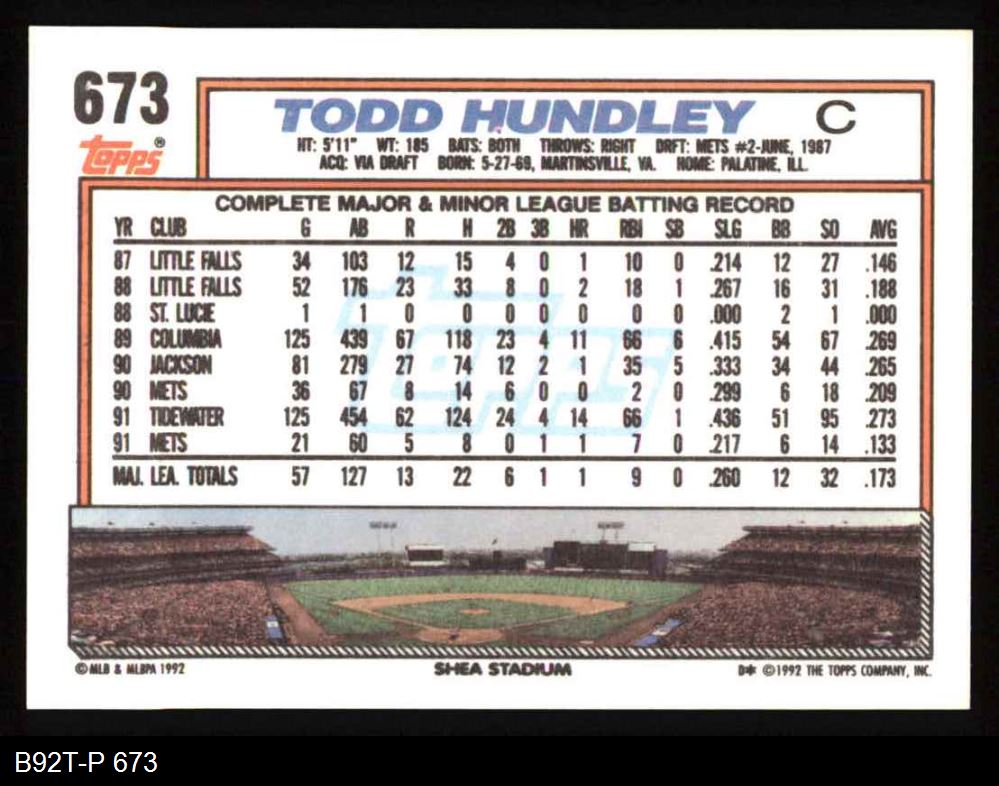 673
TODD HUNDLEY C
topps®
HT: 5'11" WT: 185 BATS: BOTH THROWS: RIGHT DRFT: METS #2-JUNE, 1987
ACQ: VIA DRAFT BORN: 5-27-69, MARTINSVILLE, VA. HOME: PALATINE, ILL.
COMPLETE MAJOR & MINOR LEAGUE BATTING RECORD
YR CLUB G AB R H 2B 3B HR RBI SB SLG BB SO AVG
87 LITTLE FALLS 34 103 12 15 4 0 1 10 0 .214 12 27 .146
88 LITTLE FALLS 52 176 23 33 8 0 2 18 1 .267 16 31 .188
88 ST. LUCIE 1 1 0 0 0 0 0 0 0 .000 2 1 .000
89 COLUMBIA 125 439 67 118 23 4 11 66 6 .415 54 67 .269
90 JACKSON 81 279 27 74 12 2 1 35 5 .333 34 44 .265
90 METS 36 67 8 14 6 0 0 2 0 .299 6 18 .209
91 TIDEWATER 125 454 62 124 24 4 14 66 1 .436 51 95 .273
91 METS 21 60 5 8 0 1 1 7 0 .217 6 14 .133
MAJ. LEA. TOTALS 57 127 13 22 6 1 1 9 0 .260 12 32 .173
topps
©MLB & MLBPA 1992 SHEA STADIUM D* ©1992 THE TOPPS COMPANY, INC.
B92T-P 673